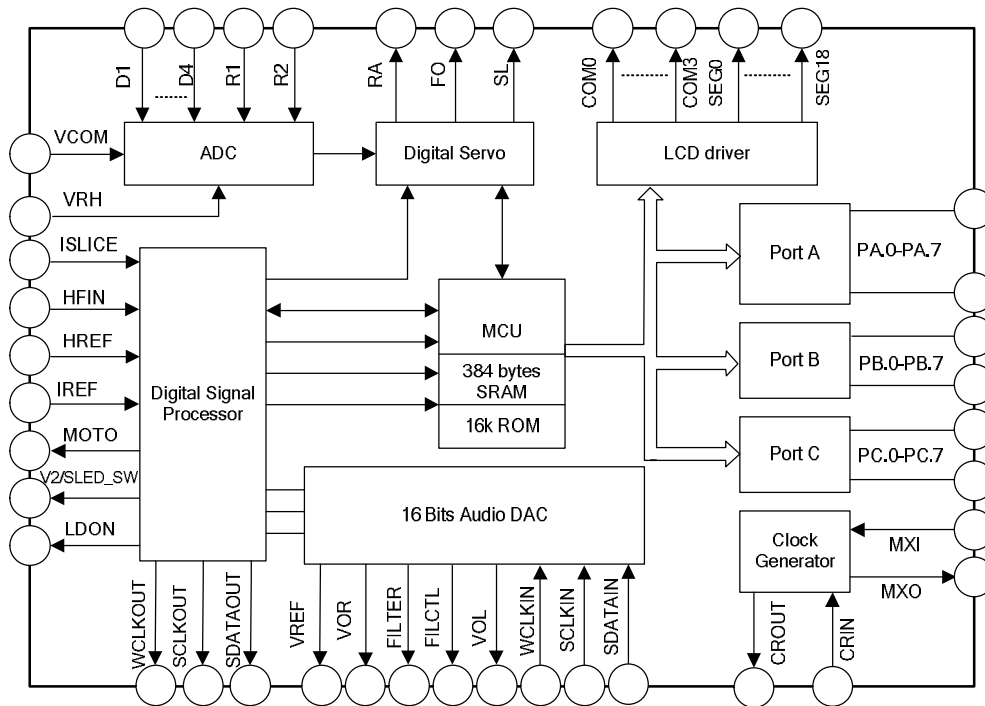 D1
D4
R1
R2
RA
FO
SL
COM0
COM3
SEG0
SEG18
VCOM
ADC
Digital Servo
LCD driver
VRH
ISLICE
HFIN
HREF
IREF
MOTO
V2/SLED_SW
LDON
Digital Signal
Processor
MCU
384 bytes
SRAM
16k ROM
Port A
PA.0-PA.7
Port B
PB.0-PB.7
Port C
PC.0-PC.7
16 Bits Audio DAC
Clock
Generator
MXI
MXO
WCLKOUT
SCLKOUT
SDATAOUT
VREF
VOR
FILTER
FILCTL
VOL
WCLKIN
SCLKIN
SDATAIN
CROUT
CRIN